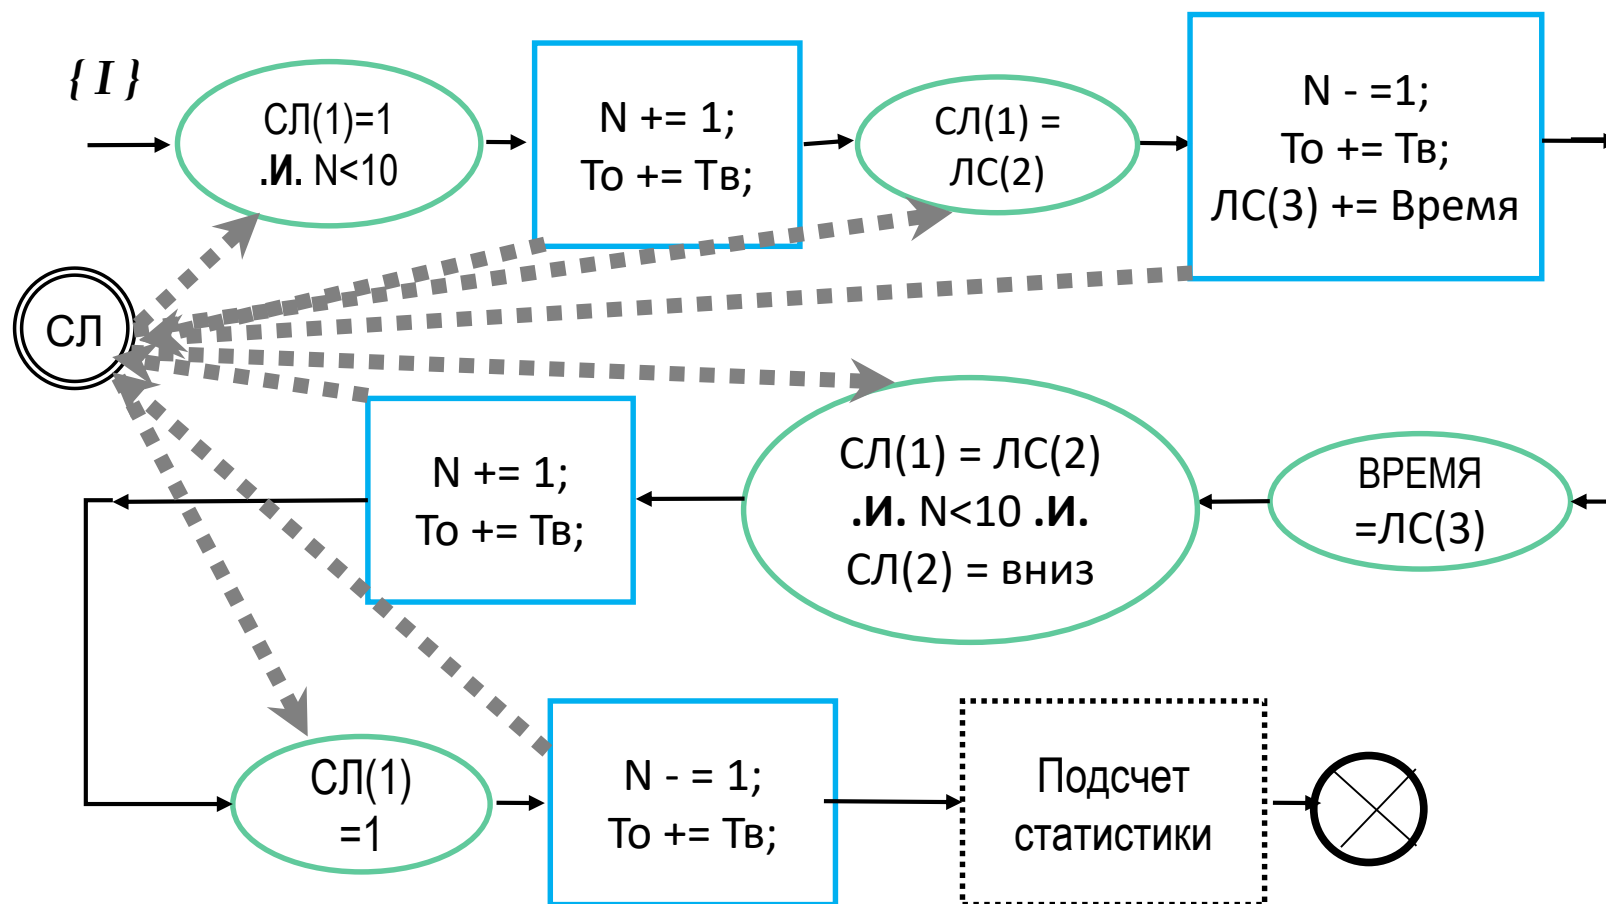 { I }
СЛ(1)=1
.И. N<10
N += 1;
То += Тв;
СЛ(1) =
ЛС(2)
N - =1;
То += Тв;
ЛС(3) += Время
СЛ
ВРЕМЯ
=ЛС(3)
СЛ(1) = ЛС(2)
.И. N<10 .И.
СЛ(2) = вниз
N += 1;
То += Тв;
СЛ(1)
=1
N - = 1;
То += Тв;
Подсчет
статистики